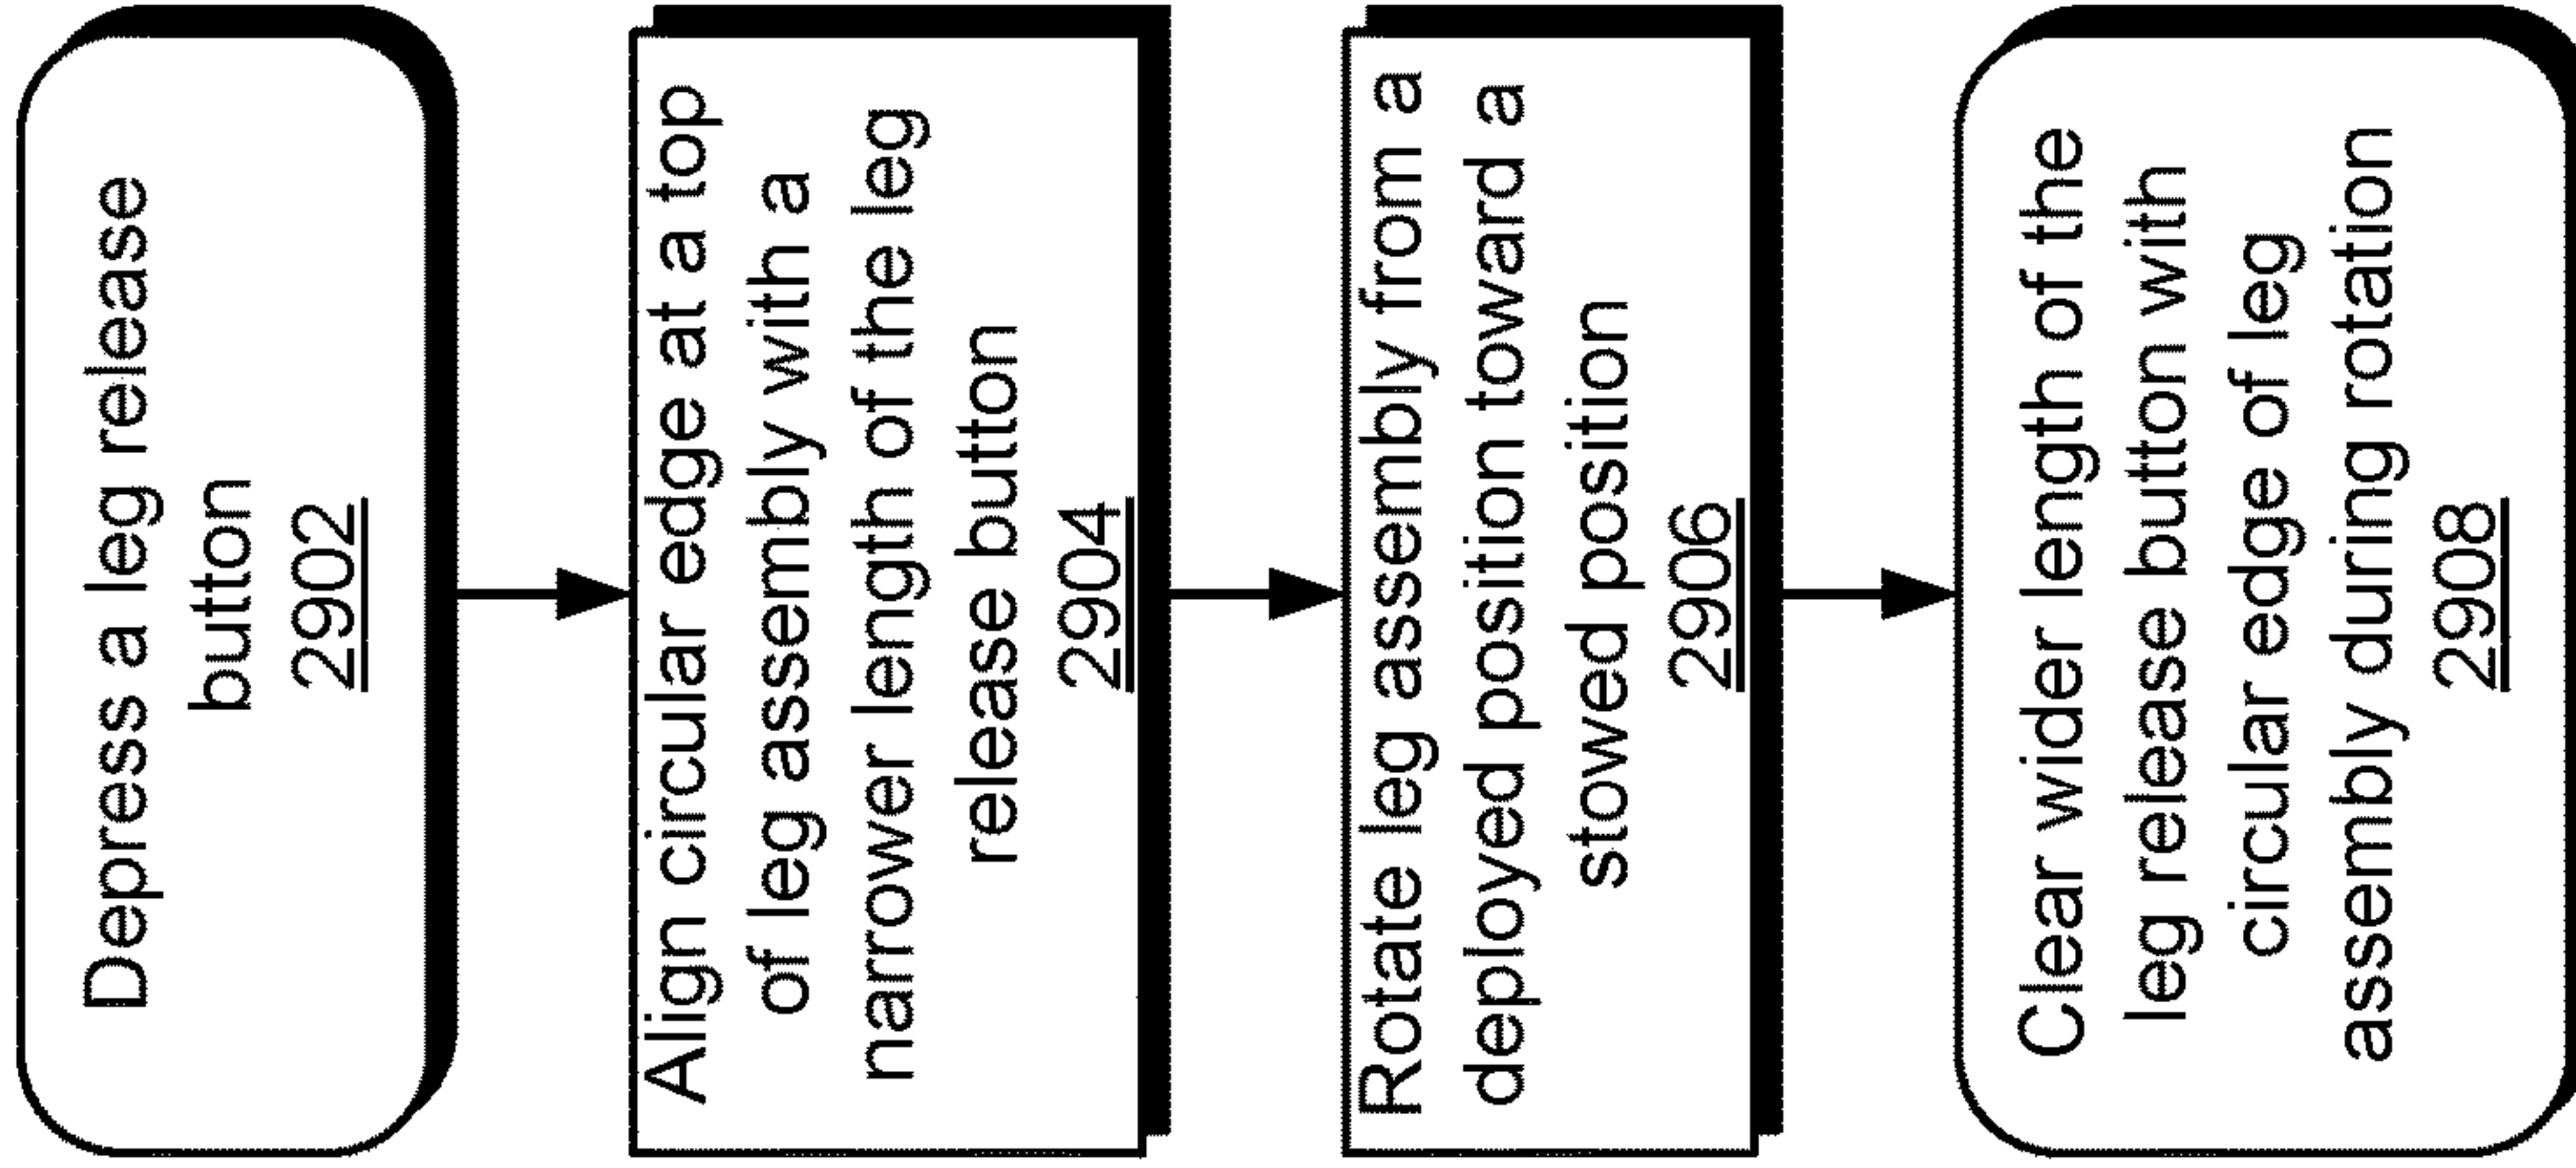 Depress a leg release
button
2902
Align circular edge at a top
of leg assembly with a
narrower length of the leg
release button
2904
Rotate leg assembly from a
deployed position toward a
stowed position
2906
Clear wider length of the
leg release button with
circular edge of leg
assembly during rotation
2908